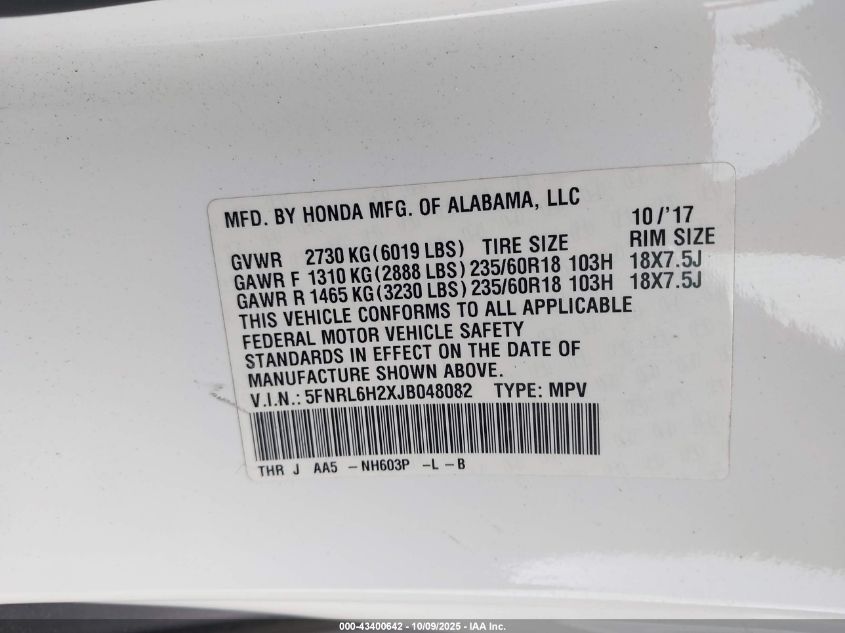 MFD. BY HONDA MFG. OF ALABAMA, LLC 10/'17
GVWR 2730 KG(6019 LBS) TIRE SIZE RIM SIZE
GAWR F 1310 KG(2888 LBS) 235/60R18 103H 18X7.5J
GAWR R 1465 KG(3230 LBS) 235/60R18 103H 18X7.5J
THIS VEHICLE CONFORMS TO ALL APPLICABLE
FEDERAL MOTOR VEHICLE SAFETY
STANDARDS IN EFFECT ON THE DATE OF
MANUFACTURE SHOWN ABOVE.
V.I.N.: 5FNRL6H2XJB048082 TYPE: MPV
THR J AA5 -NH603P -L -B
000-43400642 - 10/09/2025 - IAA Inc.